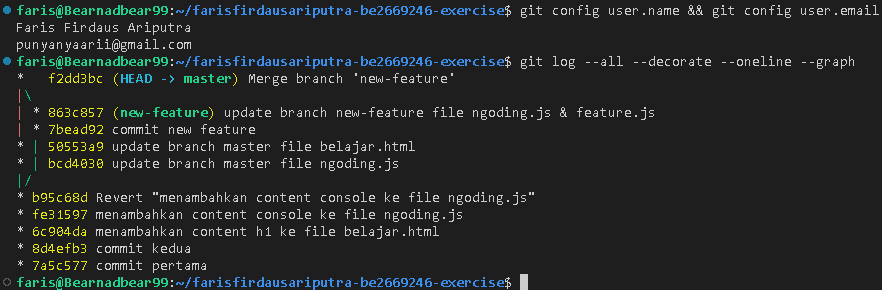 faris@Bearnadbear99:~/farisfirdausariputra-be2669246-exercise$ git config user.name && git config user.email
Faris Firdaus Ariputra
punyanyaarii@gmail.com
faris@Bearnadbear99:~/farisfirdausariputra-be2669246-exercise$ git log --all --decorate --oneline --graph
*   f2dd3bc (HEAD -> master) Merge branch 'new-feature'
|\
| * 863c857 (new-feature) update branch new-feature file ngoding.js & feature.js
| * 7bead92 commit new feature
* | 50553a9 update branch master file belajar.html
* | bcd4030 update branch master file ngoding.js
|/
* b95c68d Revert "menambahkan content console ke file ngoding.js"
* fe31597 menambahkan content console ke file ngoding.js
* 6c904da menambahkan content h1 ke file belajar.html
* 8d4efb3 commit kedua
* 7a5c577 commit pertama
faris@Bearnadbear99:~/farisfirdausariputra-be2669246-exercise$